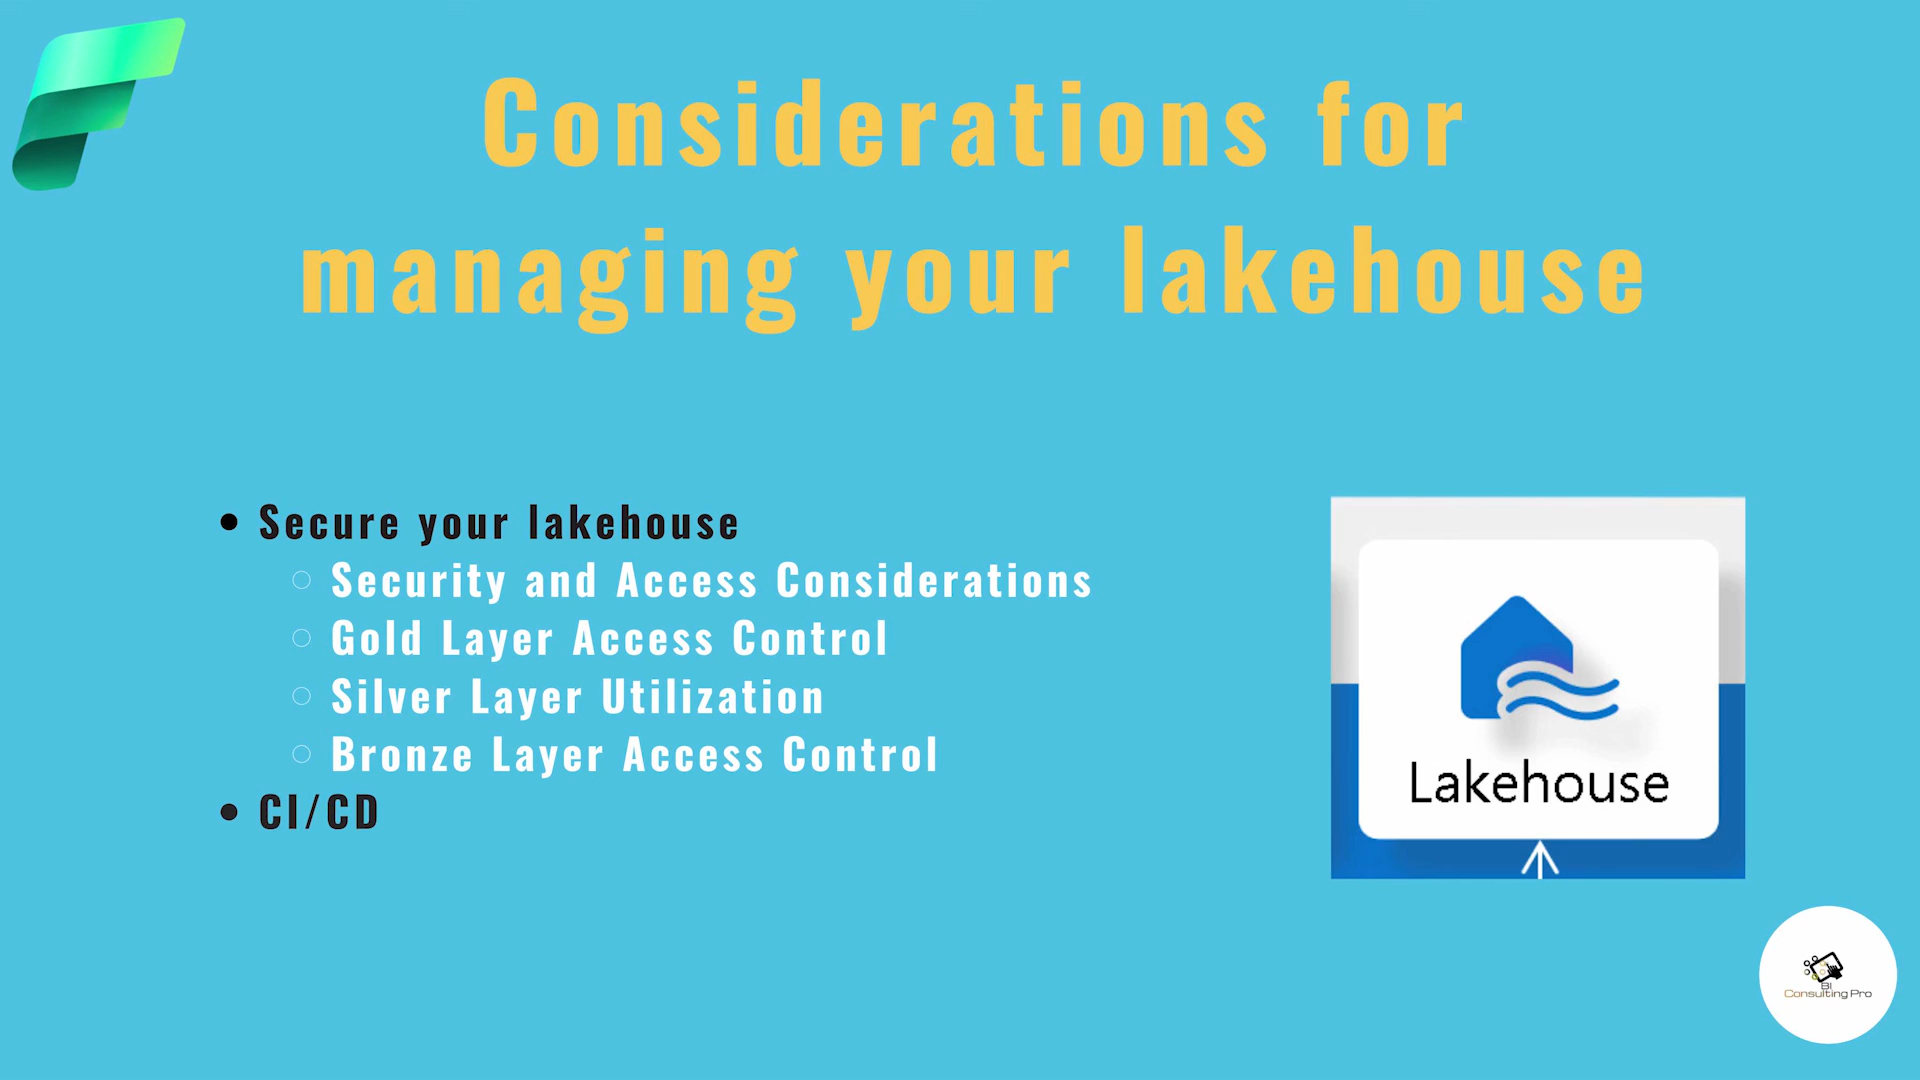 Considerations for
managing your lakehouse
Secure your lakehouse
Security and Access Considerations
Gold Layer Access Control
Silver Layer Utilization
Bronze Layer Access Control
CI/CD
Lakehouse
BI
Consulting Pro